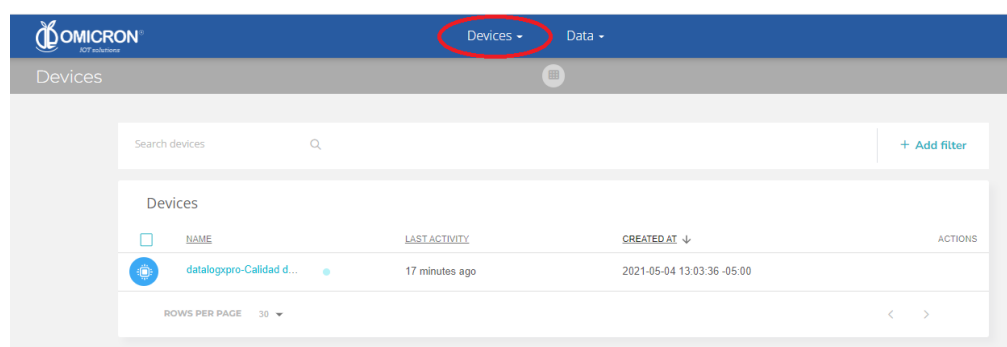 OMICRON®
IOT solutions
Devices Data
Devices
Search devices + Add filter
Devices
NAME LAST ACTIVITY CREATED AT ACTIONS
datalogxpro-Calidad d... 17 minutes ago 2021-05-04 13:03:36 -05:00
ROWS PER PAGE 30